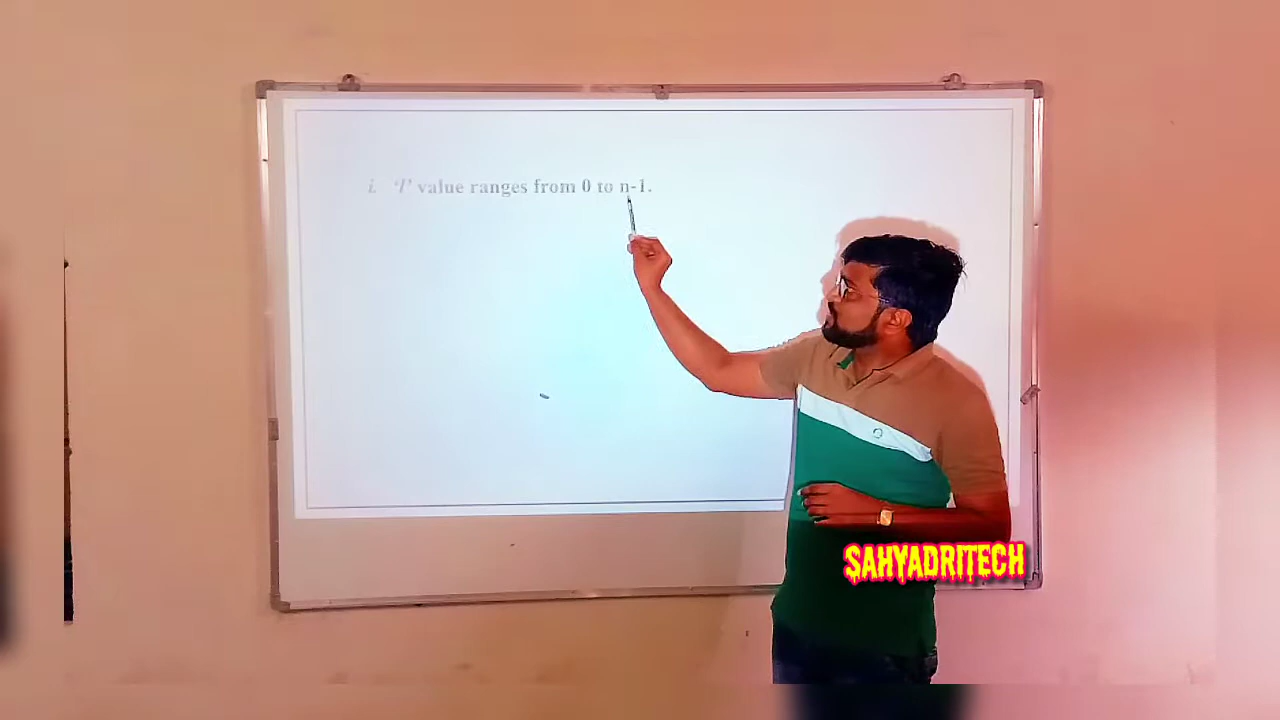 i. ‘l’ value ranges from 0 to n-1.
SAHYADRITECH